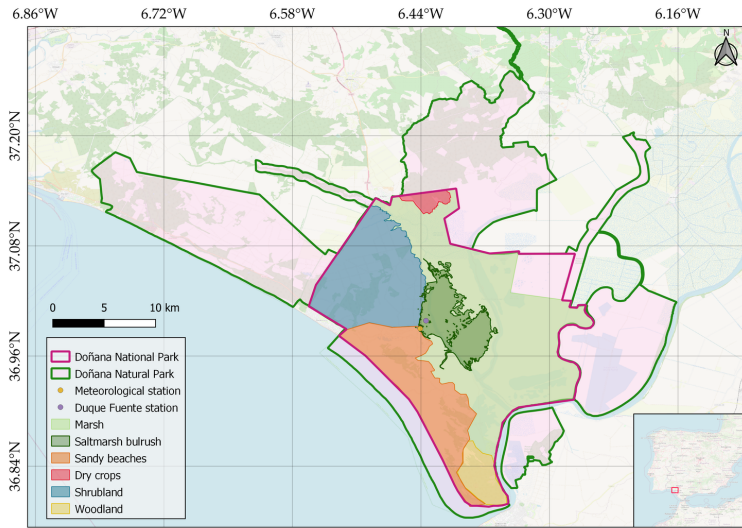 6.86°W 6.72°W 6.58°W 6.44°W 6.30°W 6.16°W
N
37.20°N
37.08°N
36.96°N
36.84°N
0 5 10 km
Doñana National Park
Doñana Natural Park
Meteorological station
Duque Fuente station
Marsh
Saltmarsh bulrush
Sandy beaches
Dry crops
Shrubland
Woodland